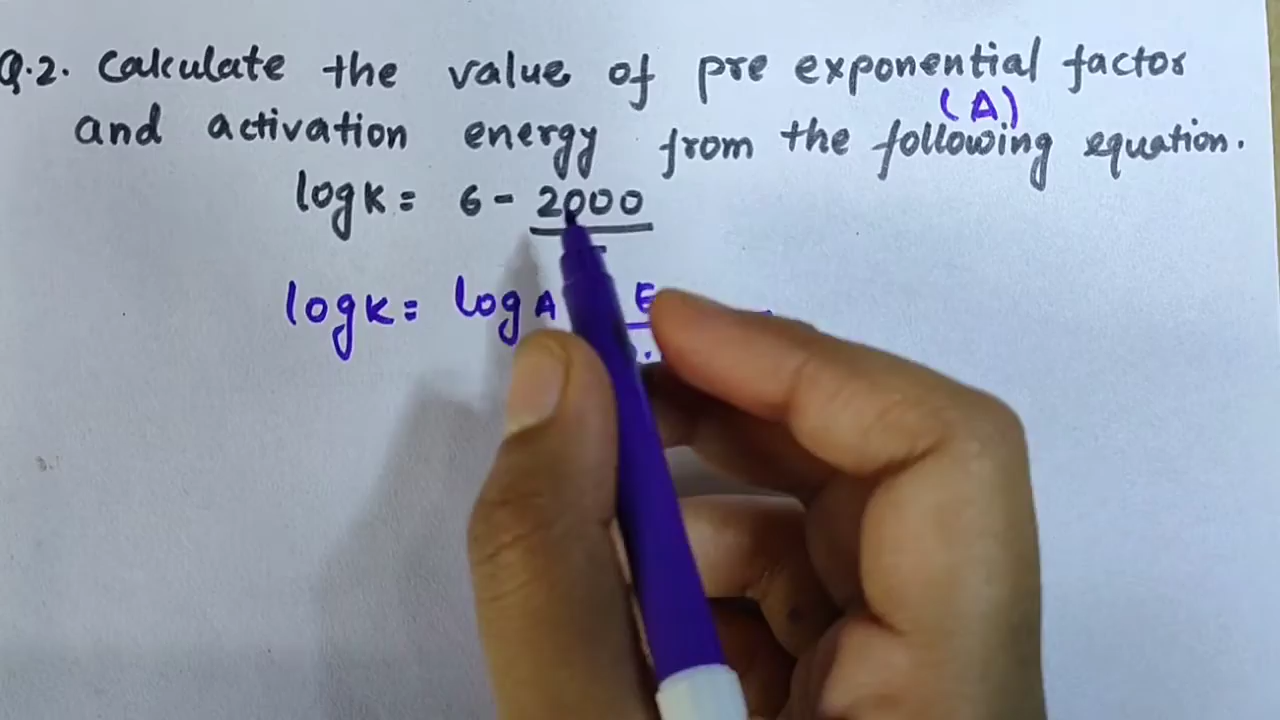 Q.2. Calculate the value of pre exponential factor
(A)
and activation energy from the following equation.
log K = 6 - 2000
log K = log A E